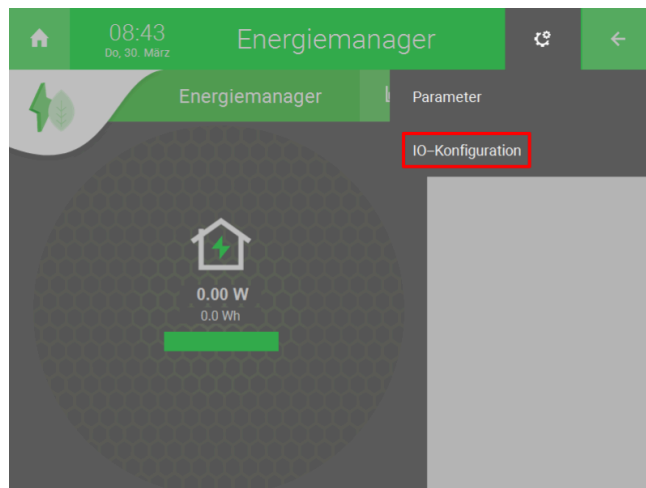 08:43
Do, 30. März
Energiemanager
Energiemanager
Parameter
IO-Konfiguration
0.00 W
0.0 Wh